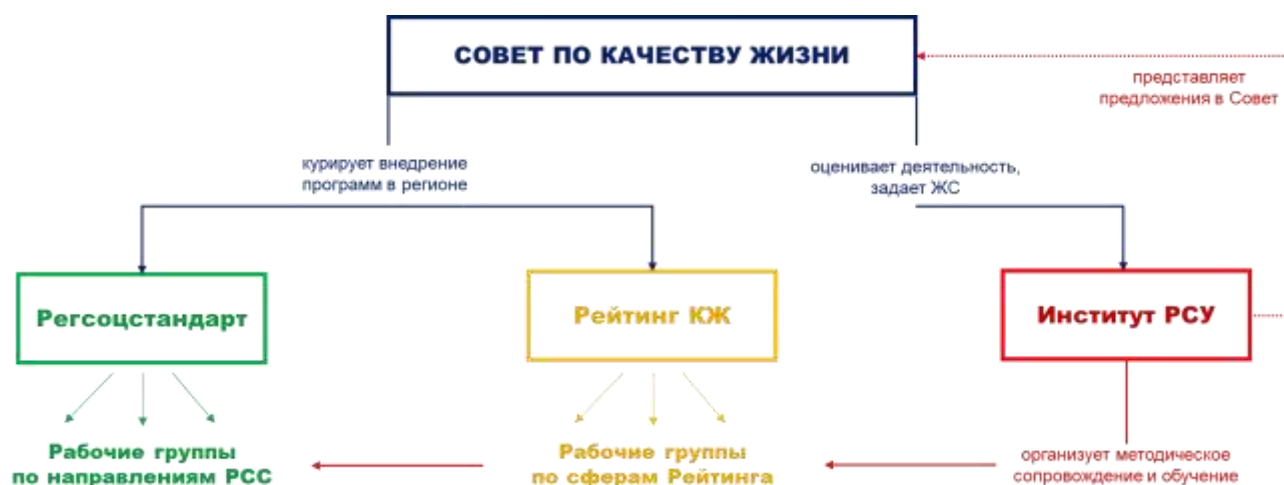 СОВЕТ ПО КАЧЕСТВУ ЖИЗНИ
представляет
предложения в Совет
курирует внедрение
программ в регионе
оценивает деятельность,
задает ЖС
Регсоцстандарт
Рейтинг КЖ
Институт РСУ
Рабочие группы
по направлениям РСС
Рабочие группы
по сферам Рейтинга
организует методическое
сопровождение и обучение